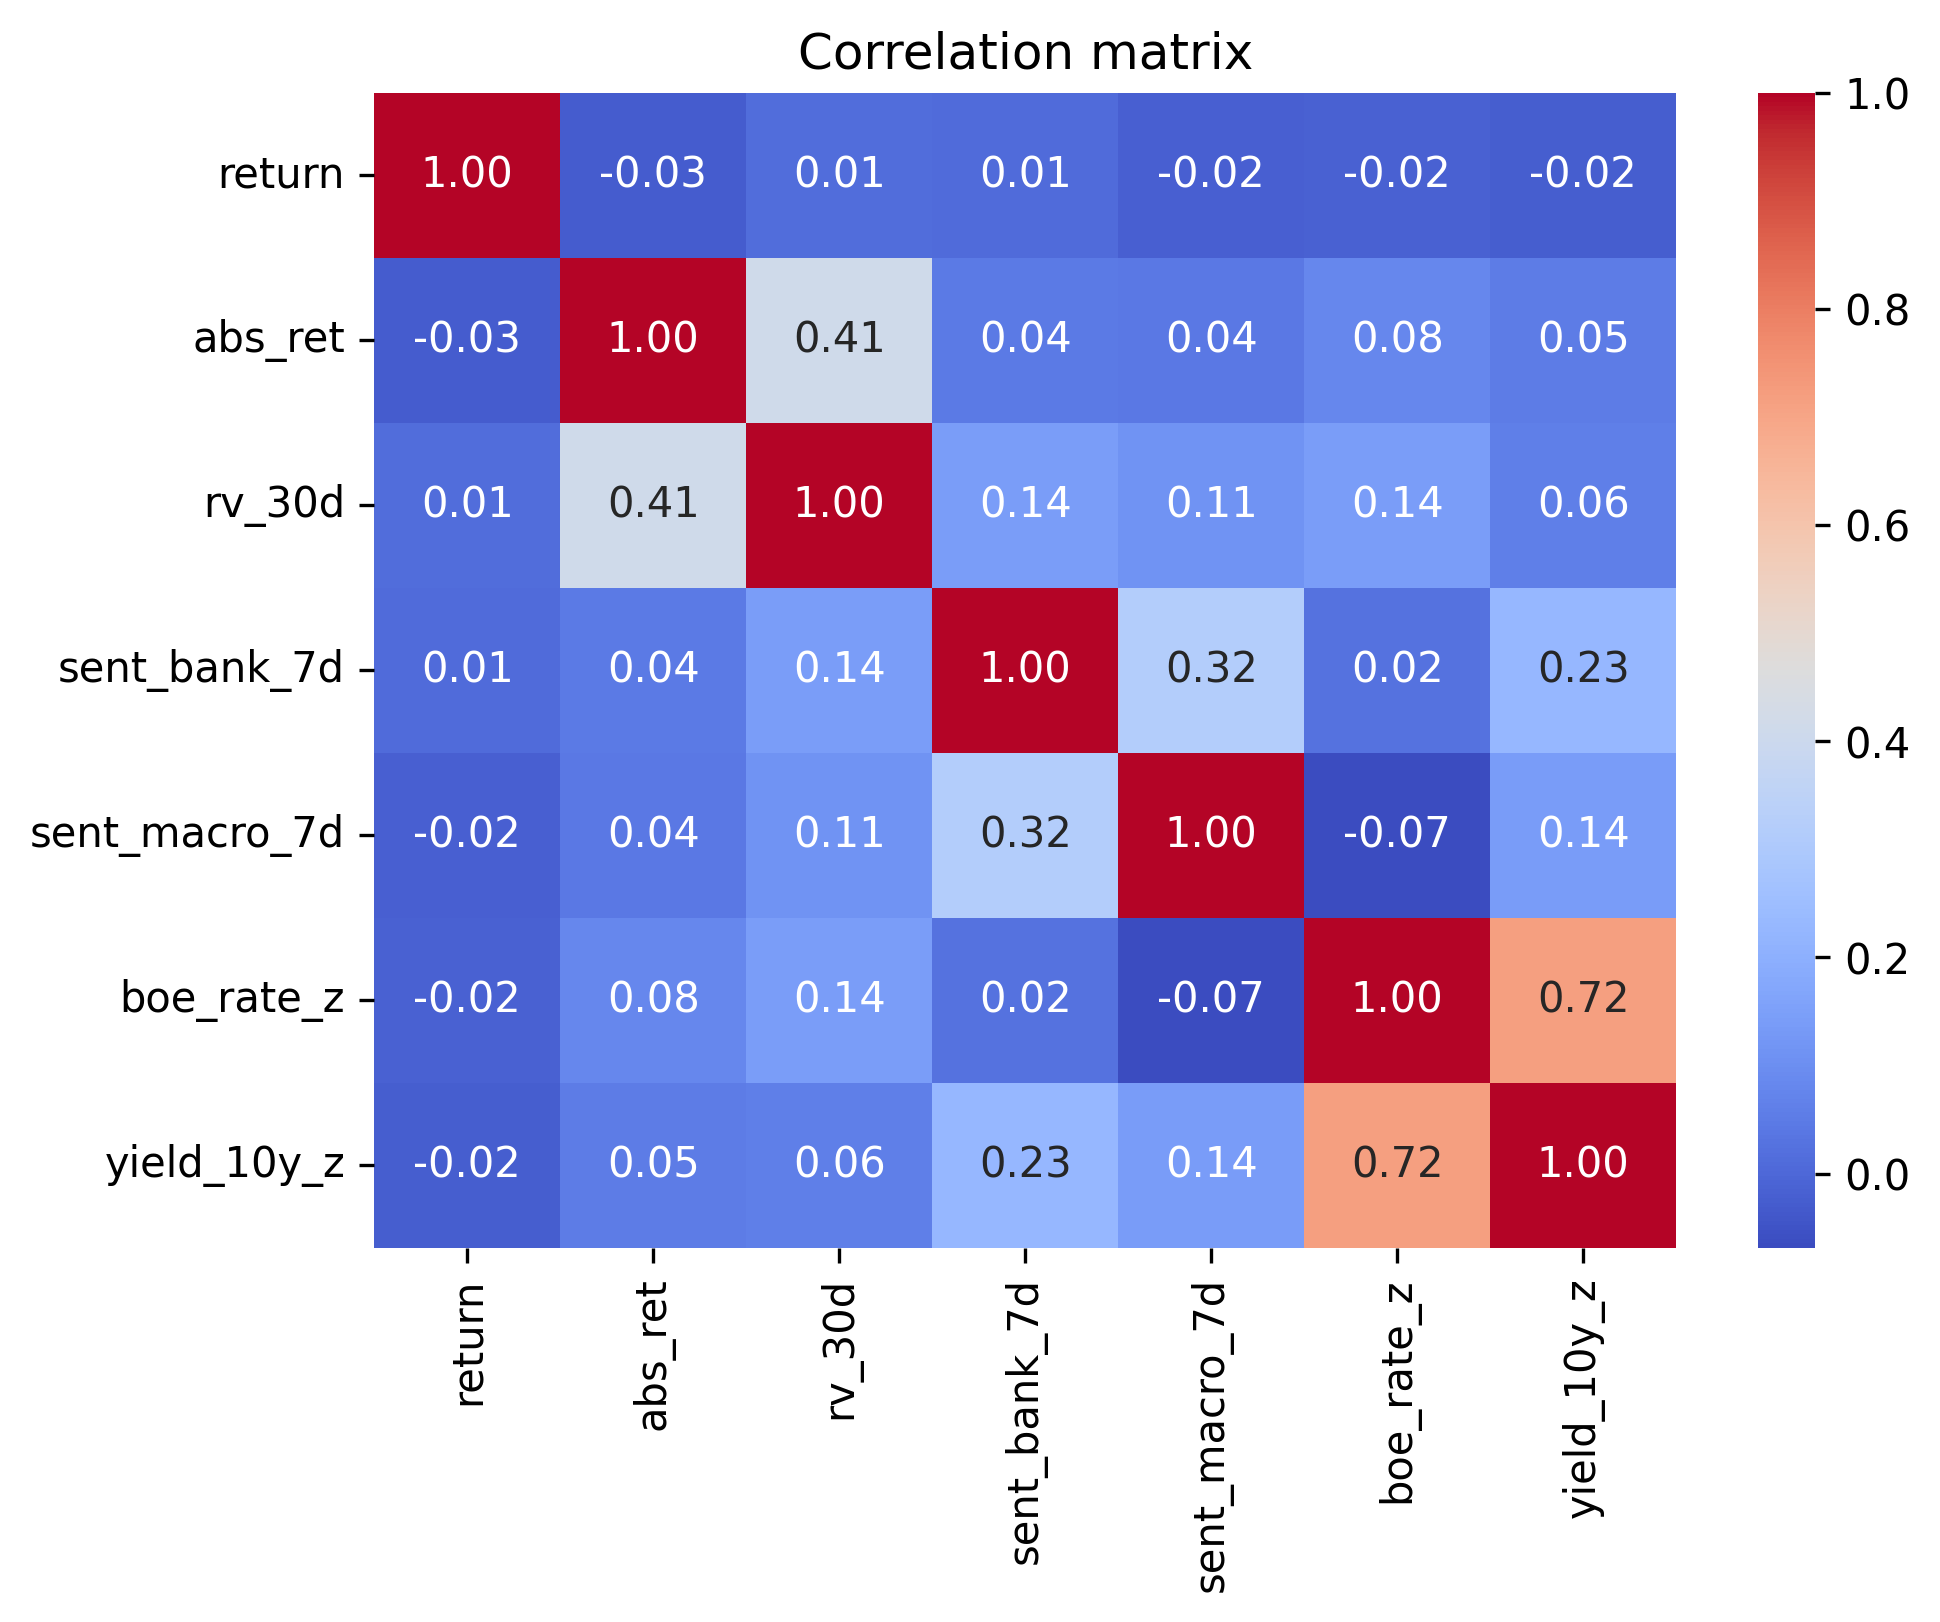 Correlation matrix
return 1.00 -0.03 0.01 0.01 -0.02 -0.02 -0.02
abs_ret -0.03 1.00 0.41 0.04 0.04 0.08 0.05
rv_30d 0.01 0.41 1.00 0.14 0.11 0.14 0.06
sent_bank_7d 0.01 0.04 0.14 1.00 0.32 0.02 0.23
sent_macro_7d -0.02 0.04 0.11 0.32 1.00 -0.07 0.14
boe_rate_z -0.02 0.08 0.14 0.02 -0.07 1.00 0.72
yield_10y_z -0.02 0.05 0.06 0.23 0.14 0.72 1.00
return abs_ret rv_30d sent_bank_7d sent_macro_7d boe_rate_z yield_10y_z
1.0
0.8
0.6
0.4
0.2
0.0